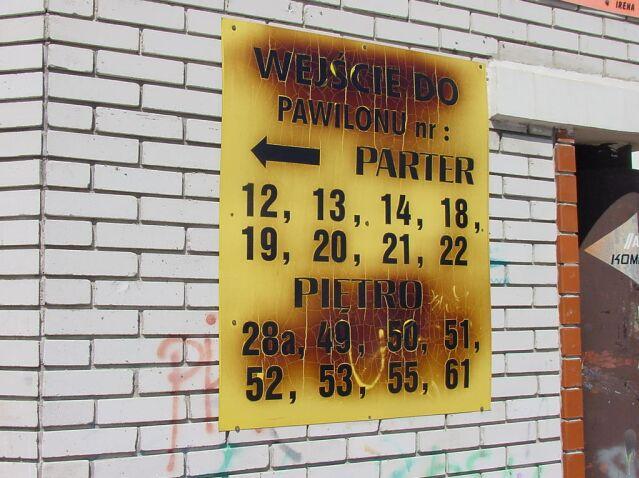 IRENA
WEJŚCIE DO
PAWILONU nr :
PARTER
12, 13, 14, 18,
19, 20, 21, 22
PIĘTRO
28a, 49, 50, 51,
52, 53, 55, 61